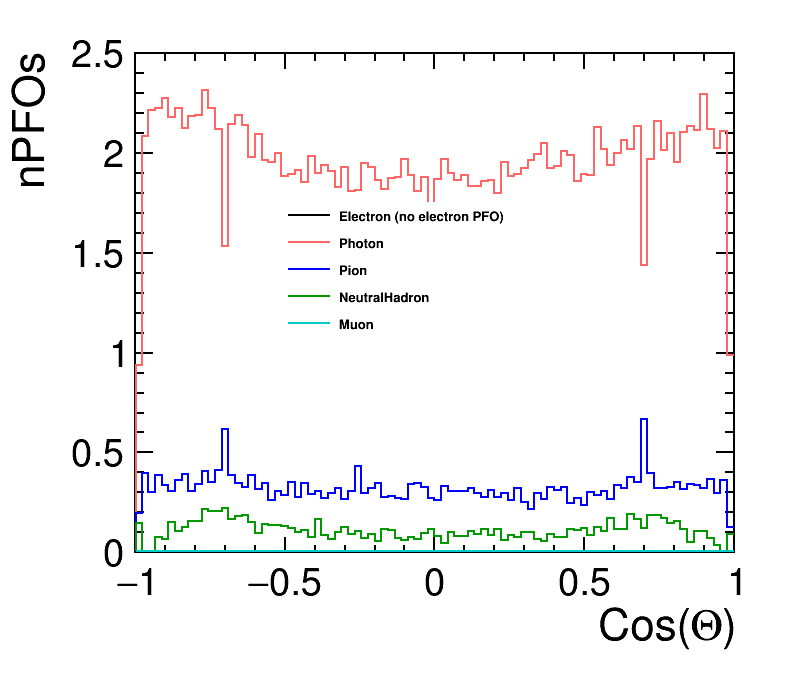 nPFOs
2.5
2
1.5
1
0.5
0
Electron (no electron PFO)
Photon
Pion
NeutralHadron
Muon
−1 −0.5 0 0.5 1
Cos(Θ)